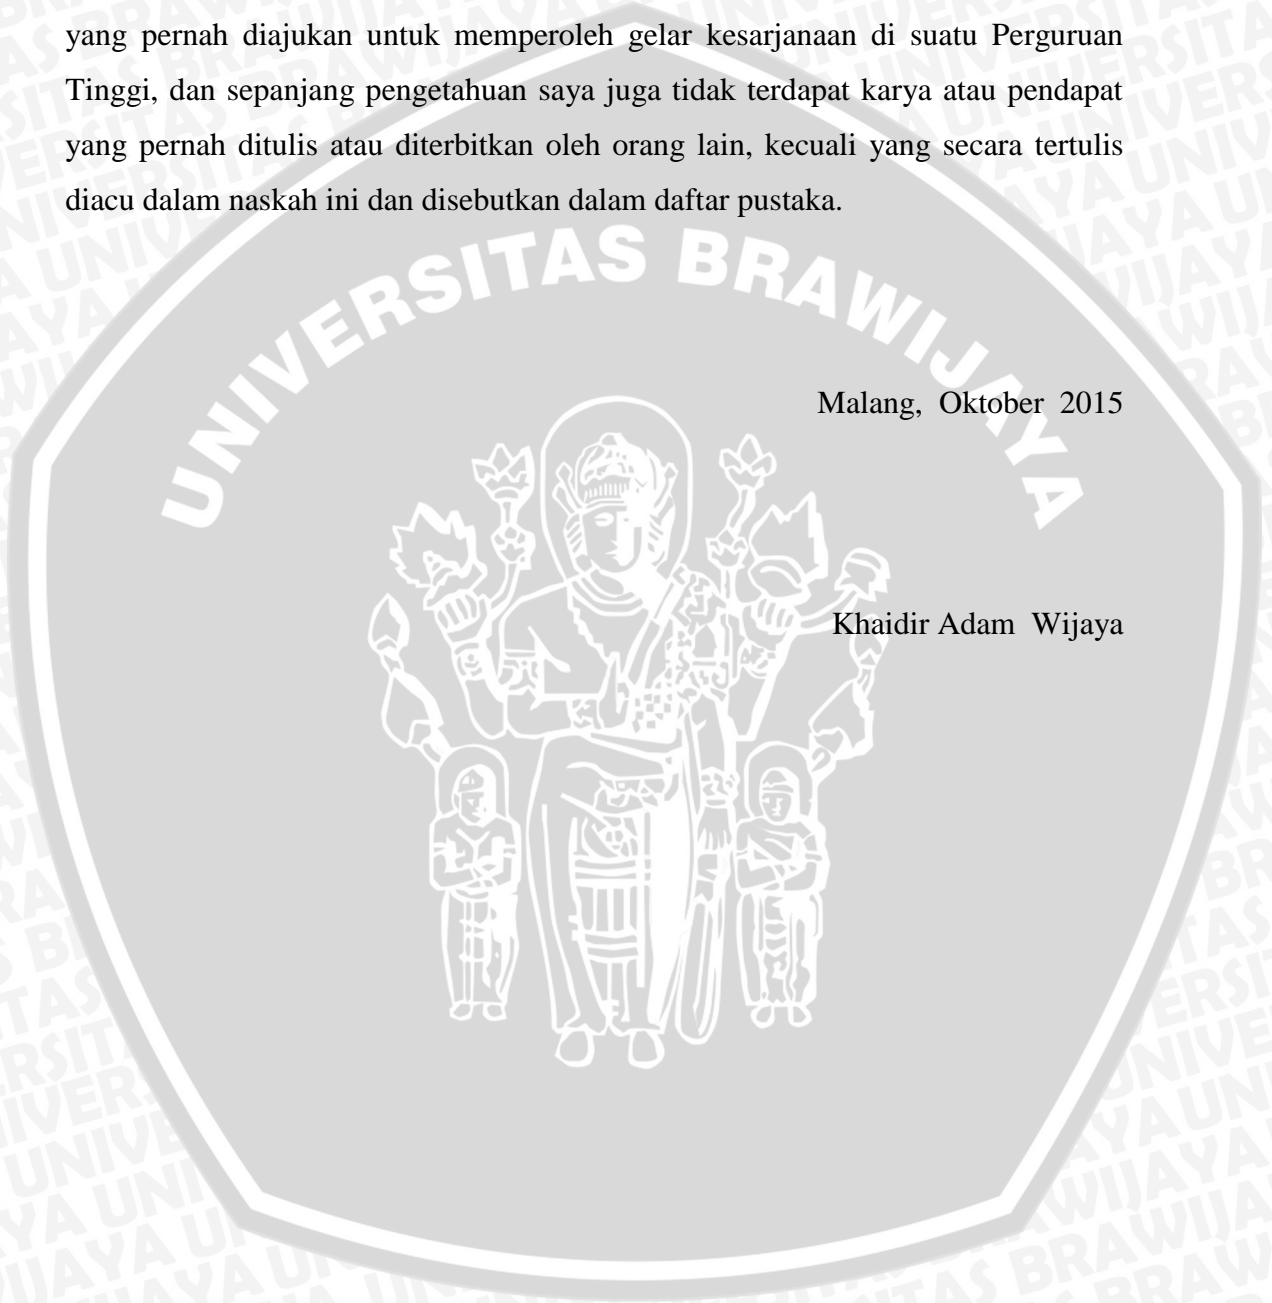 yang pernah diajukan untuk memperoleh gelar kesarjanaan di suatu Perguruan
Tinggi, dan sepanjang pengetahuan saya juga tidak terdapat karya atau pendapat
yang pernah ditulis atau diterbitkan oleh orang lain, kecuali yang secara tertulis
diacu dalam naskah ini dan disebutkan dalam daftar pustaka.
UNIVERSITAS BRAWIJAYA
Malang, Oktober 2015
Khaidir Adam Wijaya